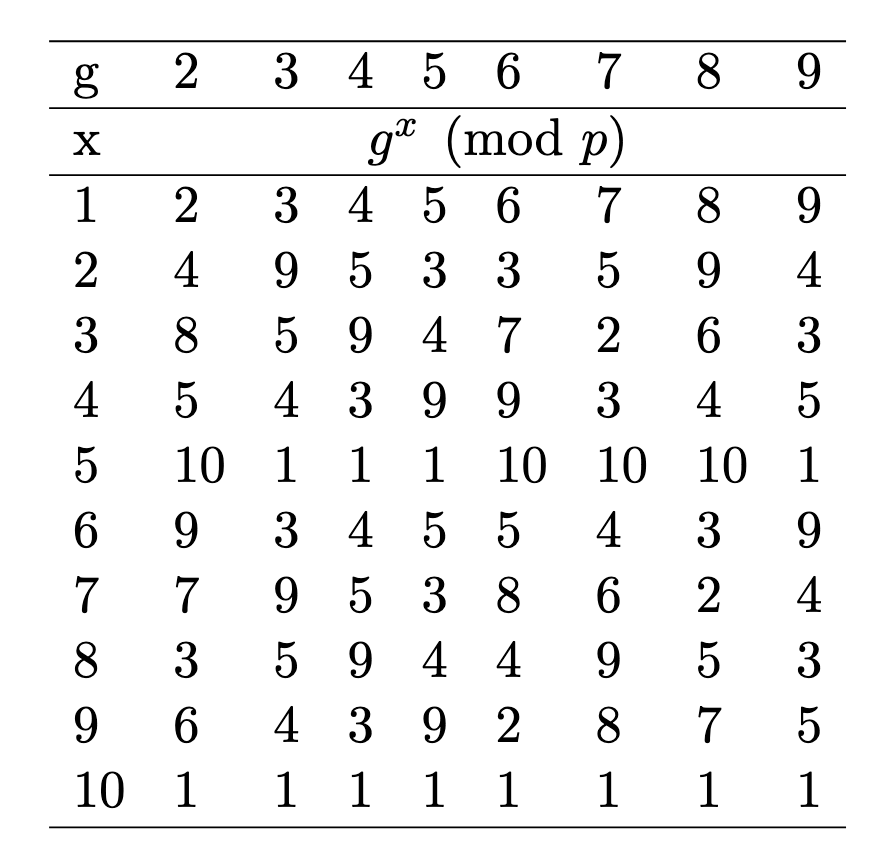 g 2 3 4 5 6 7 8 9
x g^x (mod p)
1 2 3 4 5 6 7 8 9
2 4 9 5 3 3 5 9 4
3 8 5 9 4 7 2 6 3
4 5 4 3 9 9 3 4 5
5 10 1 1 1 10 10 10 1
6 9 3 4 5 5 4 3 9
7 7 9 5 3 8 6 2 4
8 3 5 9 4 4 9 5 3
9 6 4 3 9 2 8 7 5
10 1 1 1 1 1 1 1 1